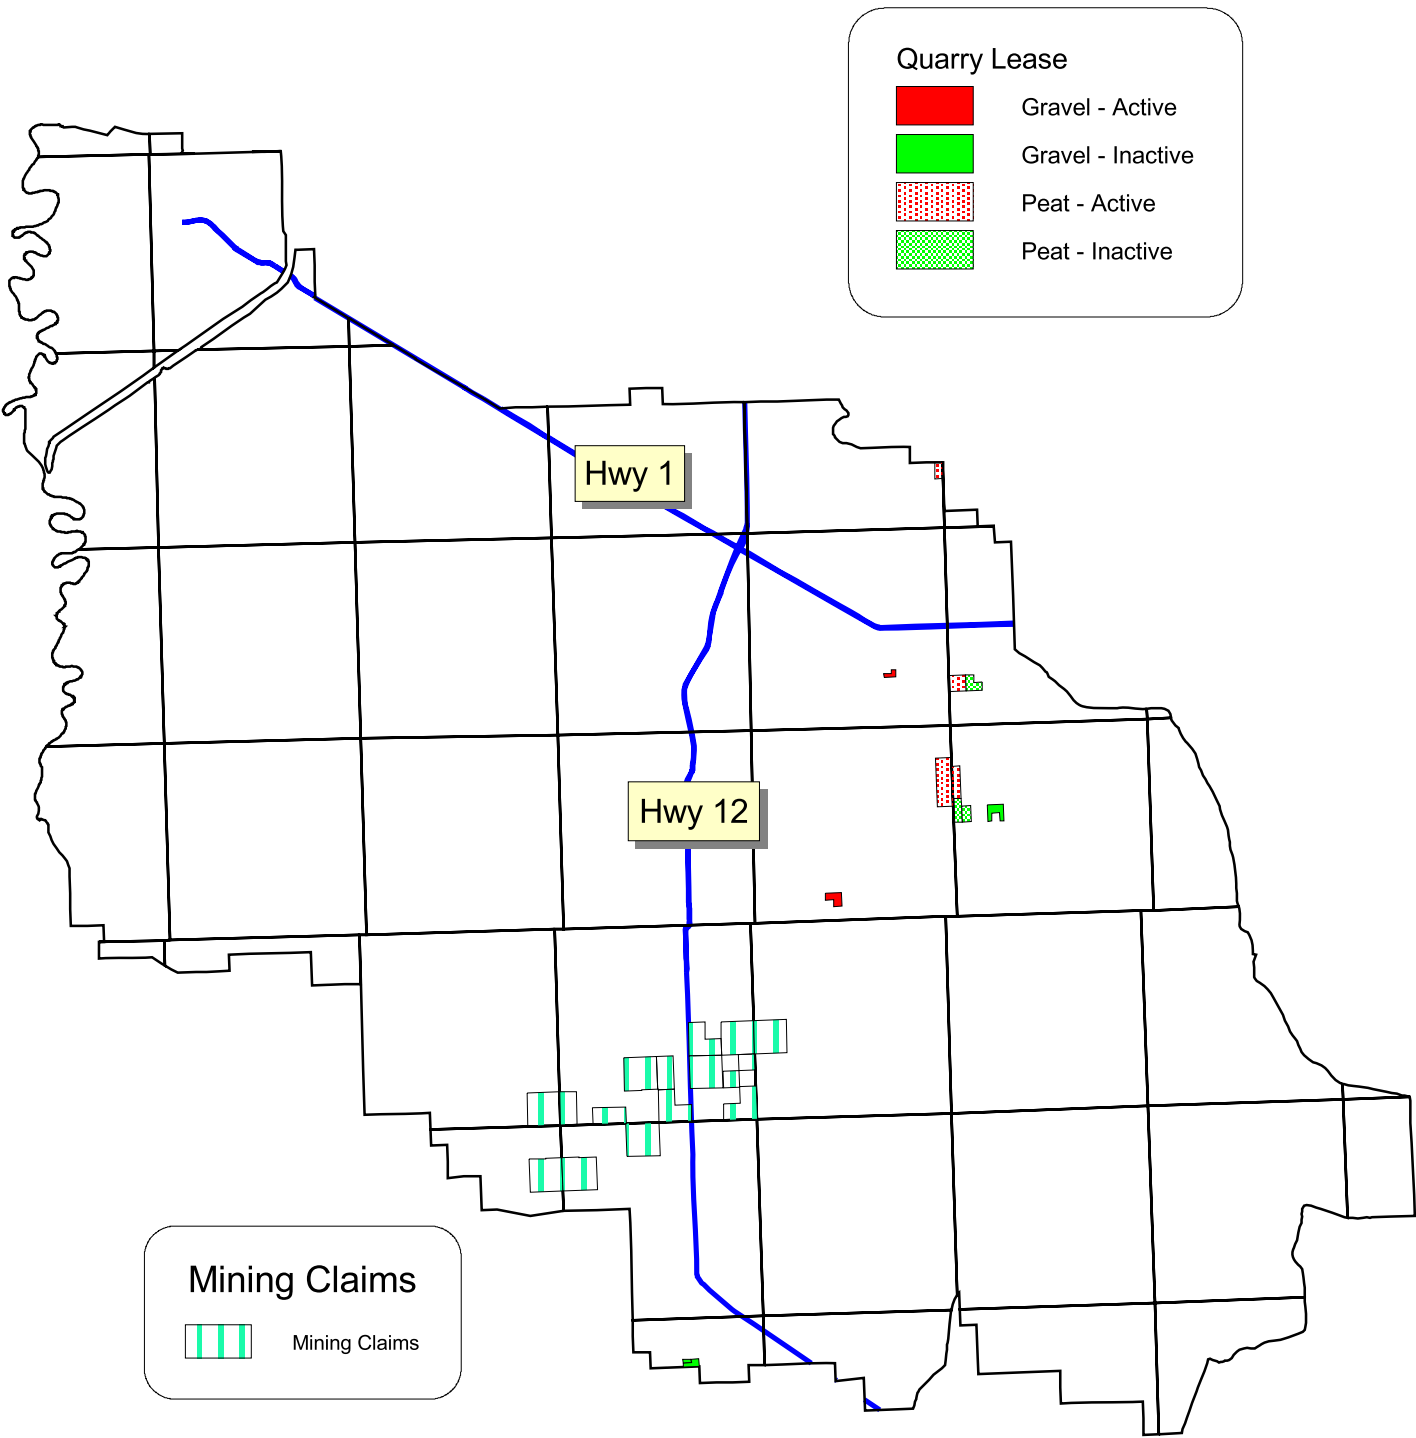 Quarry Lease
Gravel - Active
Gravel - Inactive
Peat - Active
Peat - Inactive
Hwy 1
Hwy 12
Mining Claims
Mining Claims